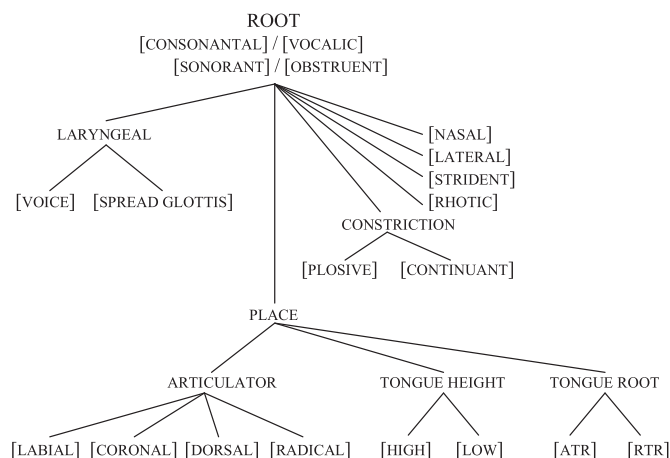 ROOT
[CONSONANTAL] / [VOCALIC]
[SONORANT] / [OBSTRUENT]
LARYNGEAL
[VOICE] [SPREAD GLOTTIS]
[NASAL]
[LATERAL]
[STRIDENT]
[RHOTIC]
CONSTRICTION
[PLOSIVE] [CONTINUANT]
PLACE
ARTICULATOR TONGUE HEIGHT TONGUE ROOT
[LABIAL] [CORONAL] [DORSAL] [RADICAL] [HIGH] [LOW] [ATR] [RTR]